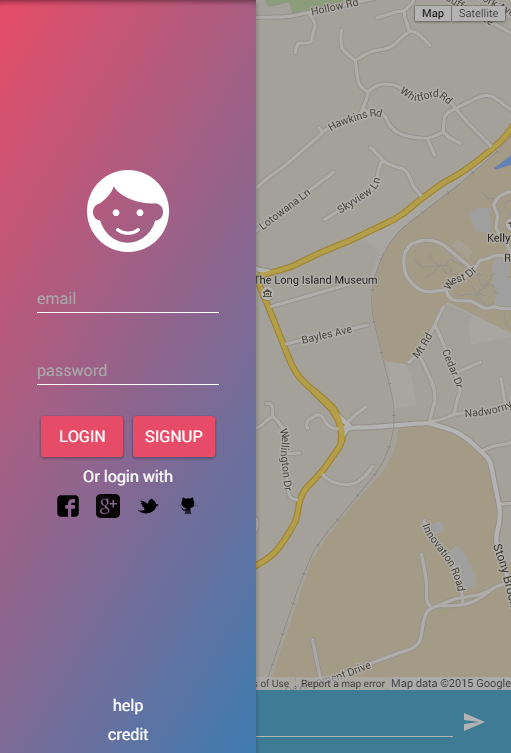 email
password
LOGIN
SIGNUP
Or login with
g+
help
credit
Hollow Rd
Map
Satellite
Whitford Rd
Hawkins Rd
Skyview Ln
Lotowana Ln
Kelly
R
West Dr
The Long Island Museum
Bayles Ave
Mt Rd
Cedar Dr
Nadworny
Wellington Dr
Innovation Road
Stony Broo
nt Drive
s of Use
Report a map error
Map data ©2015 Google